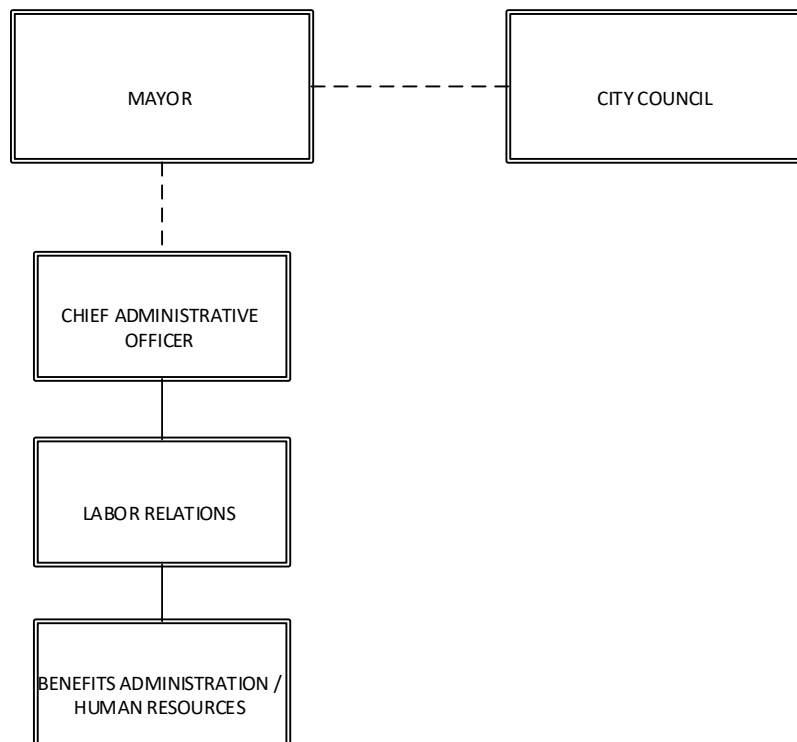 MAYOR
CITY COUNCIL
CHIEF ADMINISTRATIVE
OFFICER
LABOR RELATIONS
BENEFITS ADMINISTRATION /
HUMAN RESOURCES